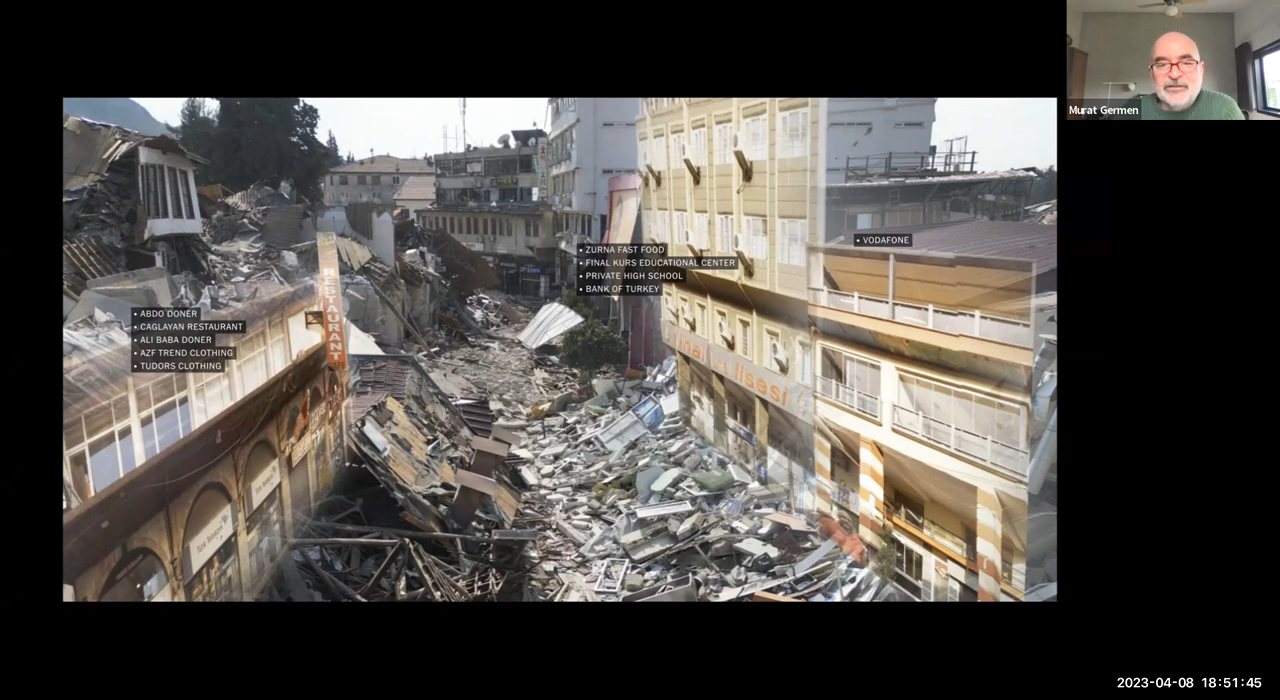 Murat Germen
• VODAFONE
• ZURNA FAST FOOD
• FINAL KURS EDUCATIONAL CENTER
• PRIVATE HIGH SCHOOL
• BANK OF TURKEY
RESTAURANT
• ABDO DONER
• CAGLAYAN RESTAURANT
• ALI BABA DONER
• AZF TREND CLOTHING
• TUDORS CLOTHING
lisesi
2023-04-08 18:51:45